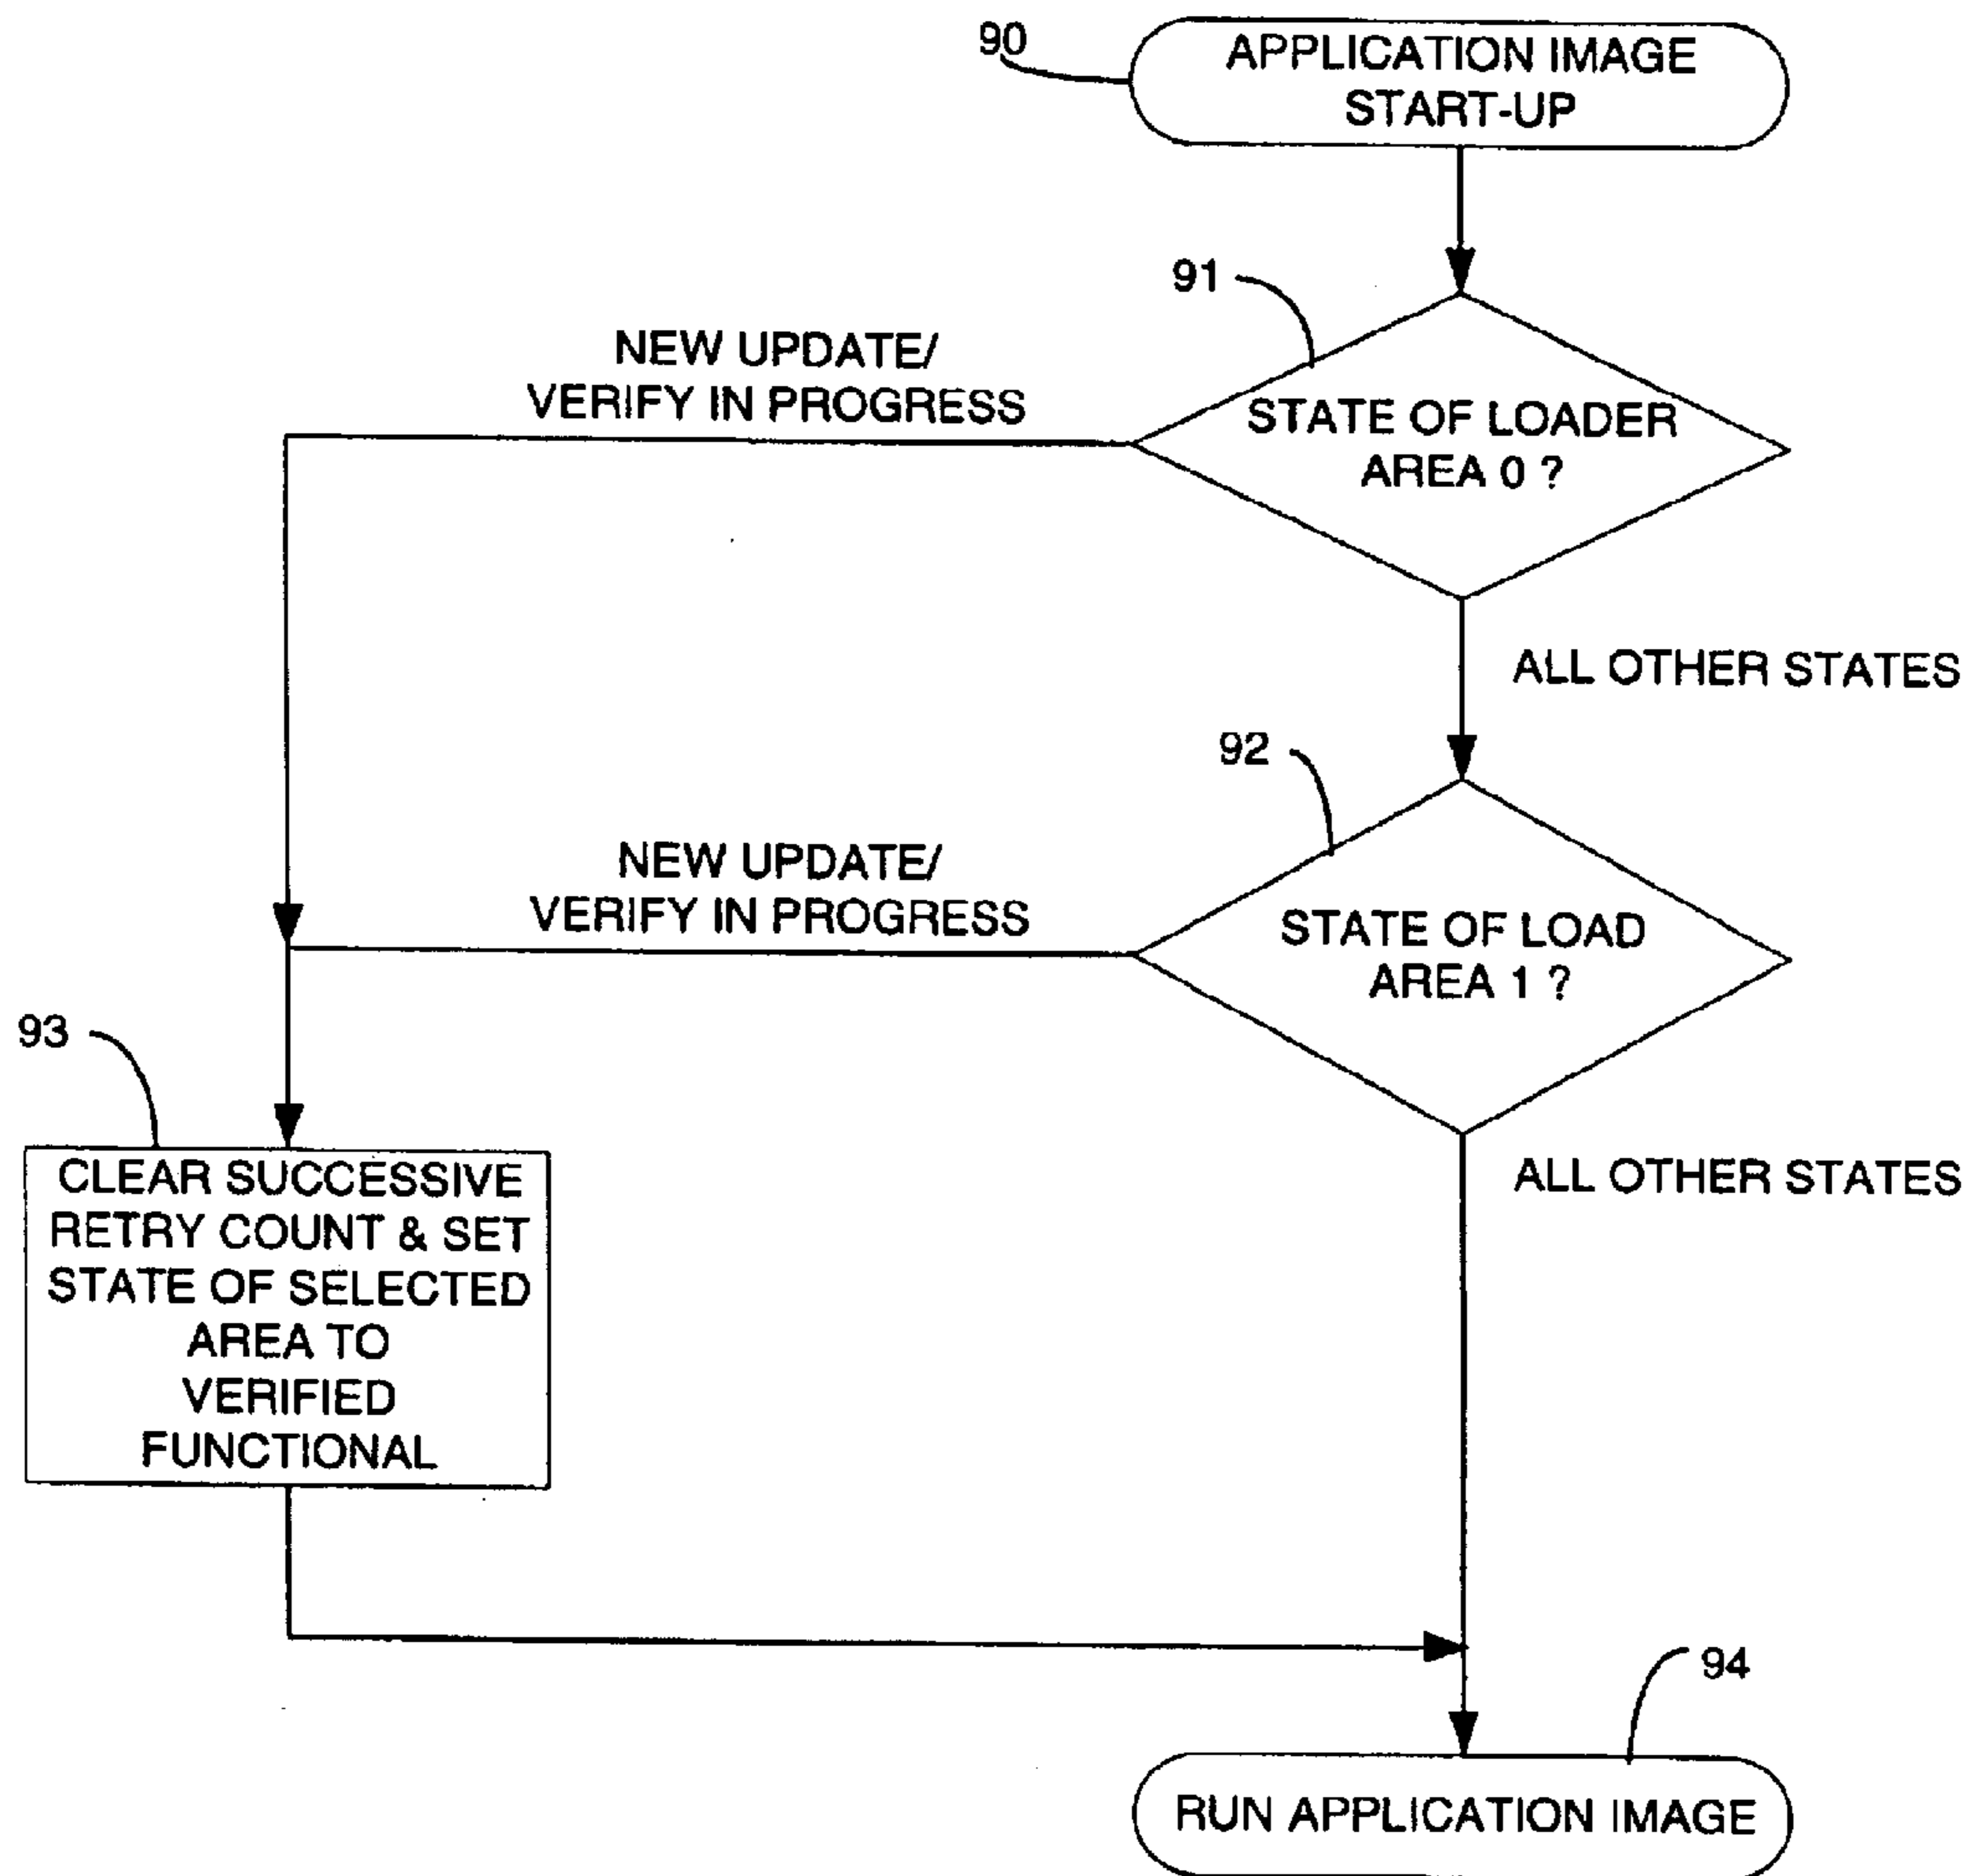 90
APPLICATION IMAGE
START-UP
91
NEW UPDATE/
VERIFY IN PROGRESS
STATE OF LOADER
AREA 0 ?
ALL OTHER STATES
92
NEW UPDATE/
VERIFY IN PROGRESS
STATE OF LOAD
AREA 1 ?
93
ALL OTHER STATES
CLEAR SUCCESSIVE
RETRY COUNT & SET
STATE OF SELECTED
AREA TO
VERIFIED
FUNCTIONAL
94
RUN APPLICATION IMAGE